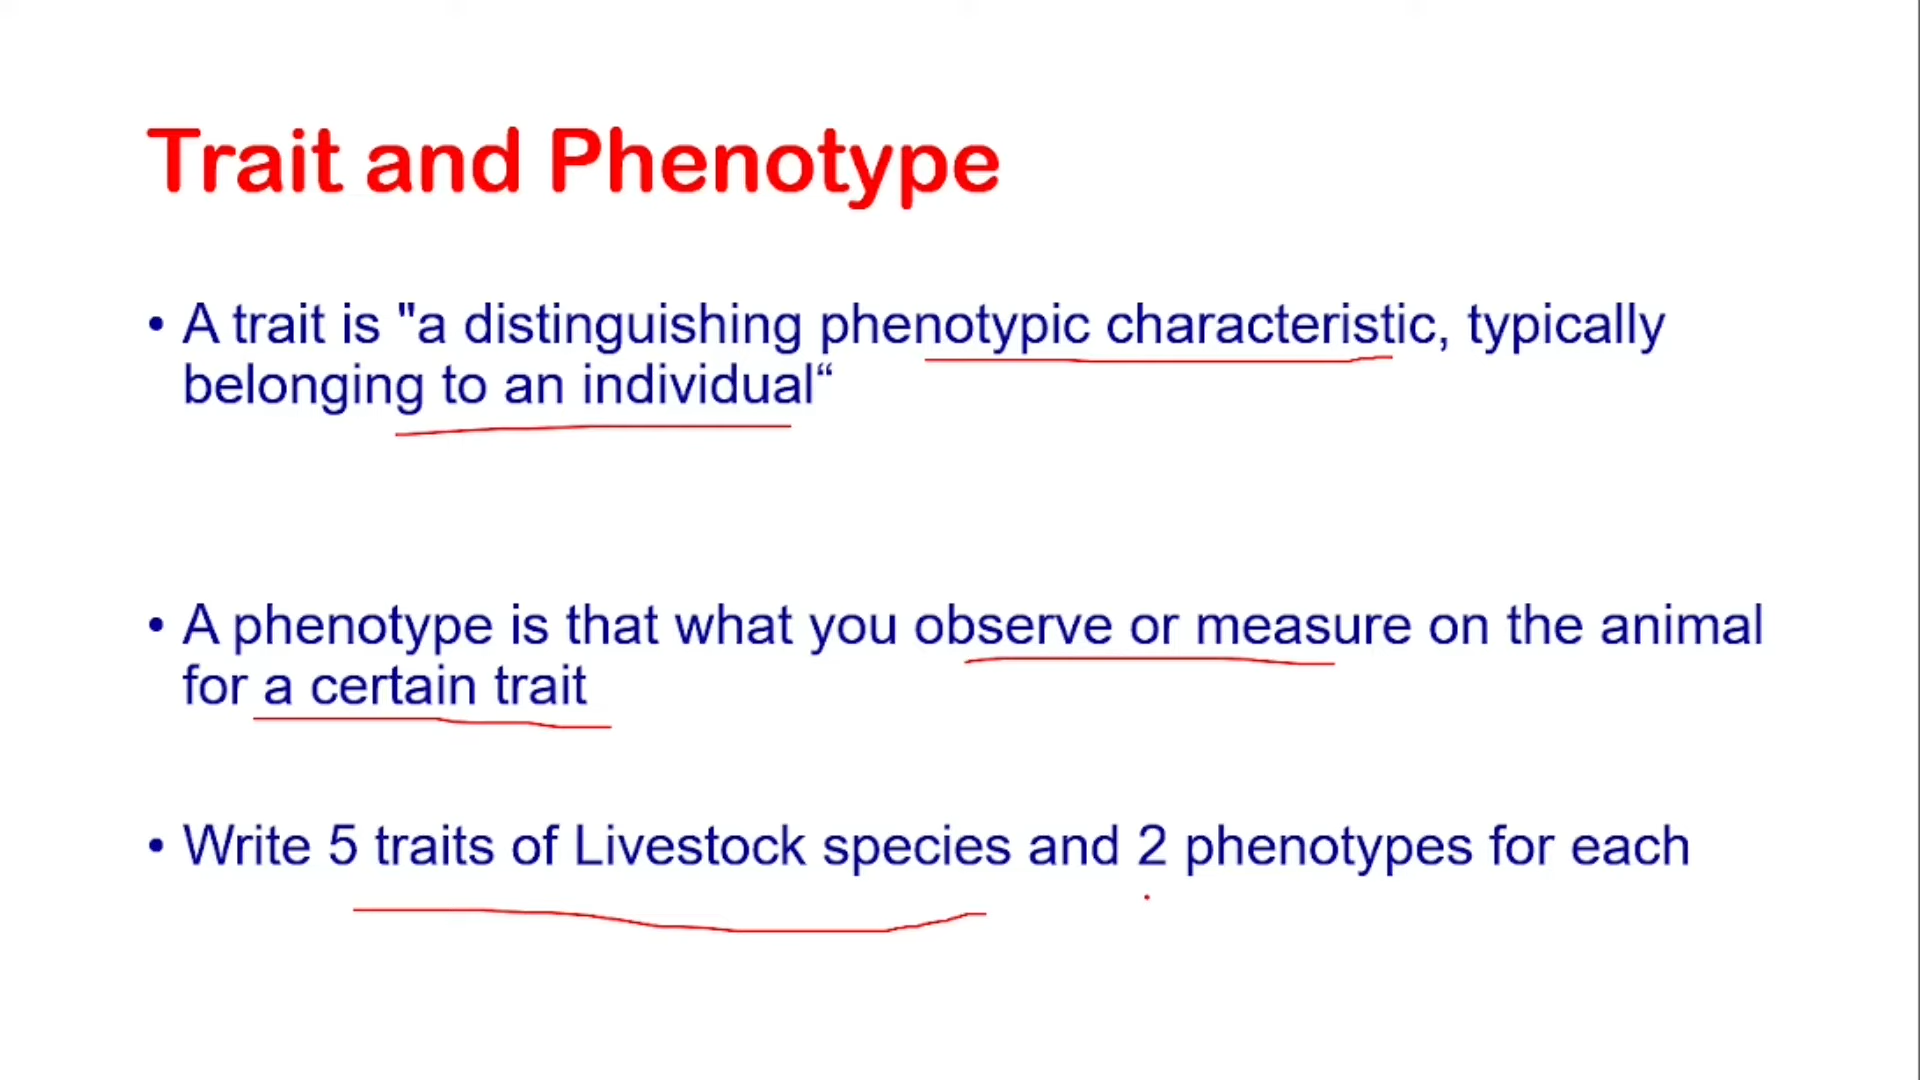 Trait and Phenotype
• A trait is "a distinguishing phenotypic characteristic, typically
belonging to an individual“
• A phenotype is that what you observe or measure on the animal
for a certain trait
• Write 5 traits of Livestock species and 2 phenotypes for each